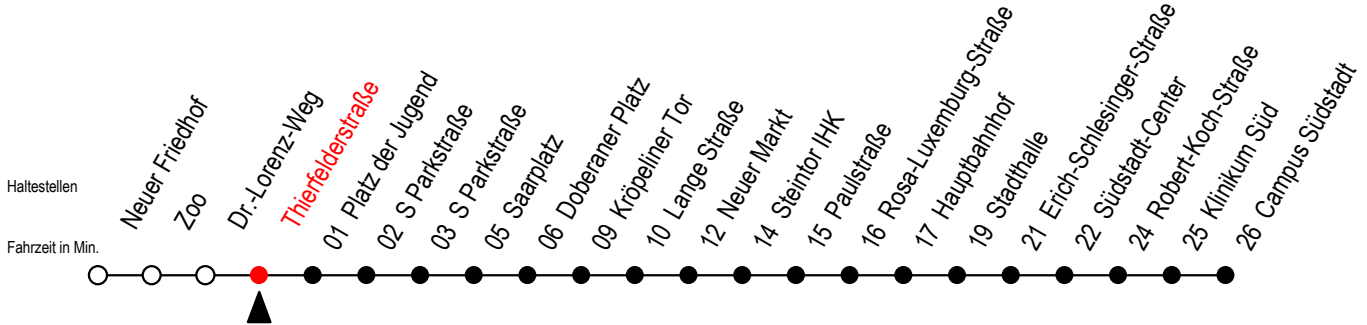 Haltestellen
Neuer Friedhof
Zoo
Dr.-Lorenz-Weg
Thierfelderstraße
01 Platz der Jugend
02 S Parkstraße
03 S Parkstraße
05 Saarplatz
06 Doberaner Platz
09 Kröpeliner Tor
10 Lange Straße
12 Neuer Markt
14 Steintor IHK
15 Paulstraße
16 Rosa-Luxemburg-Straße
17 Hauptbahnhof
19 Stadthalle
21 Erich-Schlesinger-Straße
22 Südstadt-Center
24 Robert-Koch-Straße
25 Klinikum Süd
26 Campus Südstadt
Fahrzeit in Min.